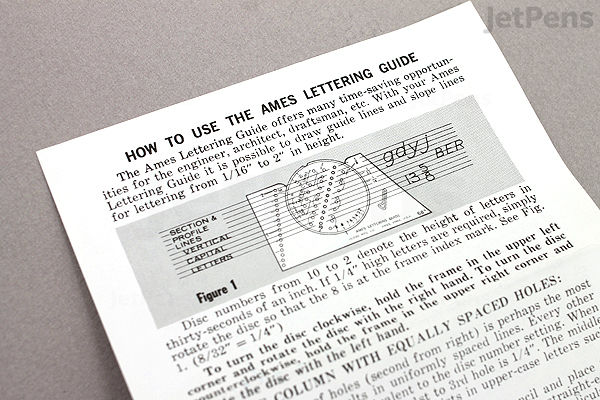 JetPens
HOW TO USE THE AMES LETTERING GUIDE
The Ames Lettering Guide offers many time-saving opportun-
ities for the engineer, architect, draftsman, etc. With your Ames
Lettering Guide it is possible to draw guide lines and slope lines
for lettering from 1/16" to 2" in height.
gdyj
13 5/8 BFR
SECTION &
PROFILE
LINES
VERTICAL
CAPITAL
LETTERS
AMES LETTERING GUIDE
Figure 1
Disc numbers from 10 to 2 denote the height of letters in
thirty-seconds of an inch. If 1/4" high letters are required, simply
rotate the disc so that the 8 is at the frame index mark. See Fig.
1. (8/32" = 1/4")
To turn the disc clockwise, hold the frame in the upper left
corner and rotate the disc with the right hand. To turn the disc
counterclockwise, hold the frame in the upper right corner and
the disc with the left hand.
COLUMN WITH EQUALLY SPACED HOLES:
of holes (second from right) is perhaps the most
in uniformly spaced lines. Every other
to the disc number setting. When
to 3rd hole is 1/4". The middle
in upper-case letters such
cil and place
straight-e